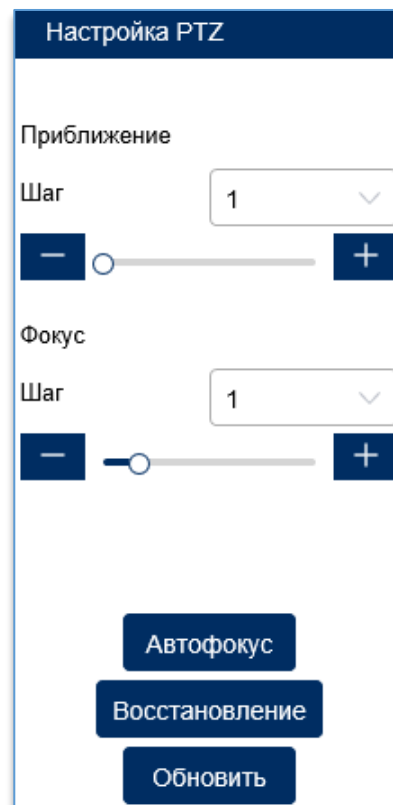 Настройка PTZ
Приближение
Шаг 1
− +
Фокус
Шаг 1
− +
Автофокус
Восстановление
Обновить